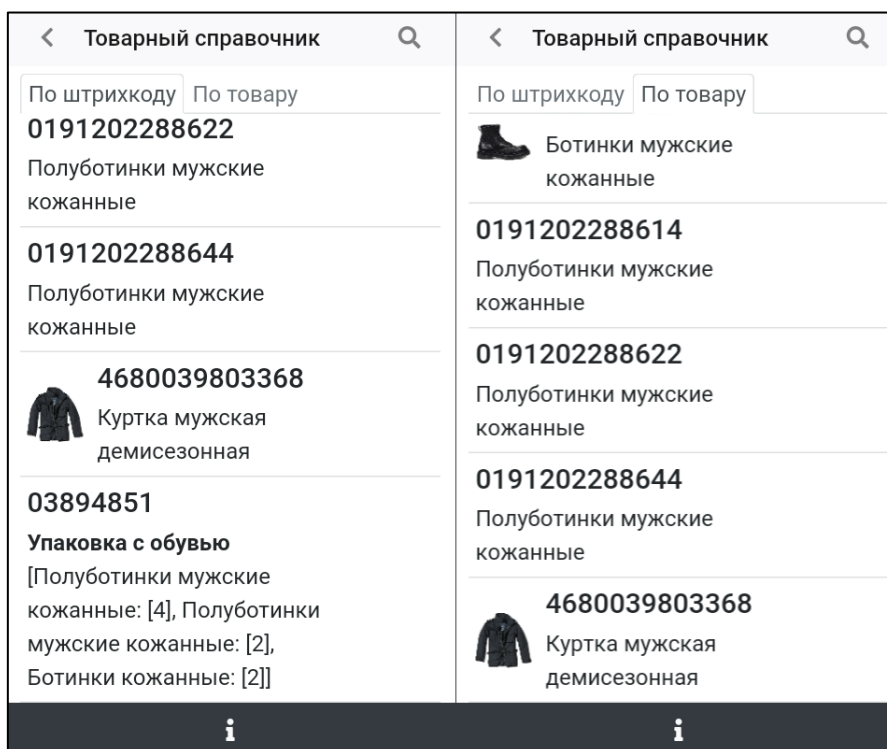 Товарный справочник
По штрихкоду По товару
0191202288622
Полуботинки мужские
кожанные
0191202288644
Полуботинки мужские
кожанные
4680039803368
Куртка мужская
демисезонная
03894851
Упаковка с обувью
[Полуботинки мужские
кожанные: [4], Полуботинки
мужские кожанные: [2],
Ботинки кожанные: [2]]
i
Товарный справочник
По штрихкоду По товару
Ботинки мужские
кожанные
0191202288614
Полуботинки мужские
кожанные
0191202288622
Полуботинки мужские
кожанные
0191202288644
Полуботинки мужские
кожанные
4680039803368
Куртка мужская
демисезонная
i